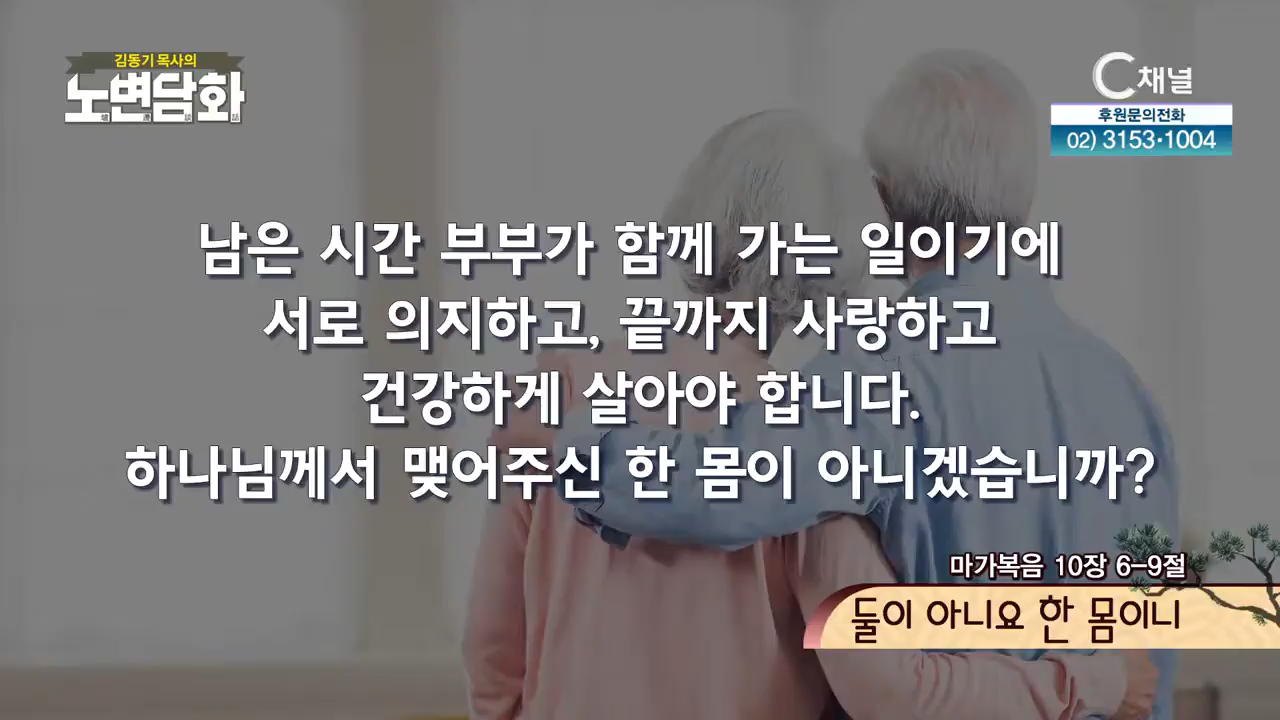 김동기 목사의
노변담화
C채널
후원문의전화
02) 3153·1004
남은 시간 부부가 함께 가는 일이기에
서로 의지하고, 끝까지 사랑하고
건강하게 살아야 합니다.
하나님께서 맺어주신 한 몸이 아니겠습니까?
마가복음 10장 6-9절
둘이 아니요 한 몸이니